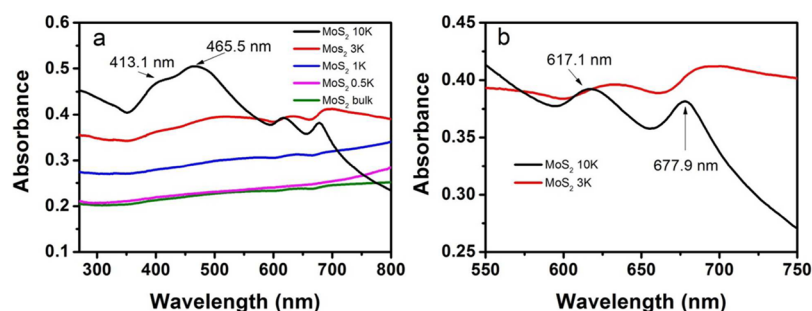 a
413.1 nm
465.5 nm
MoS2 10K
Mos2 3K
MoS2 1K
MoS2 0.5K
MoS2 bulk
Absorbance
0.6
0.5
0.4
0.3
0.2
0.1
300
400
500
600
700
800
Wavelength (nm)
b
617.1 nm
677.9 nm
MoS2 10K
MoS2 3K
Absorbance
0.45
0.40
0.35
0.30
0.25
550
600
650
700
750
Wavelength (nm)